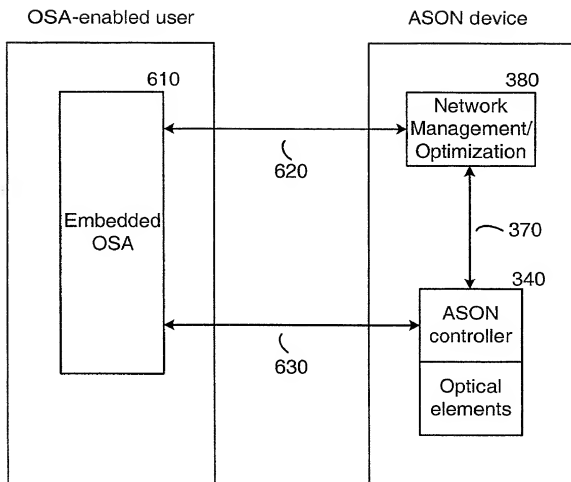 OSA-enabled user
ASON device
610
380
Network
Management/
Optimization
620
Embedded
OSA
370
340
ASON
controller
630
Optical
elements